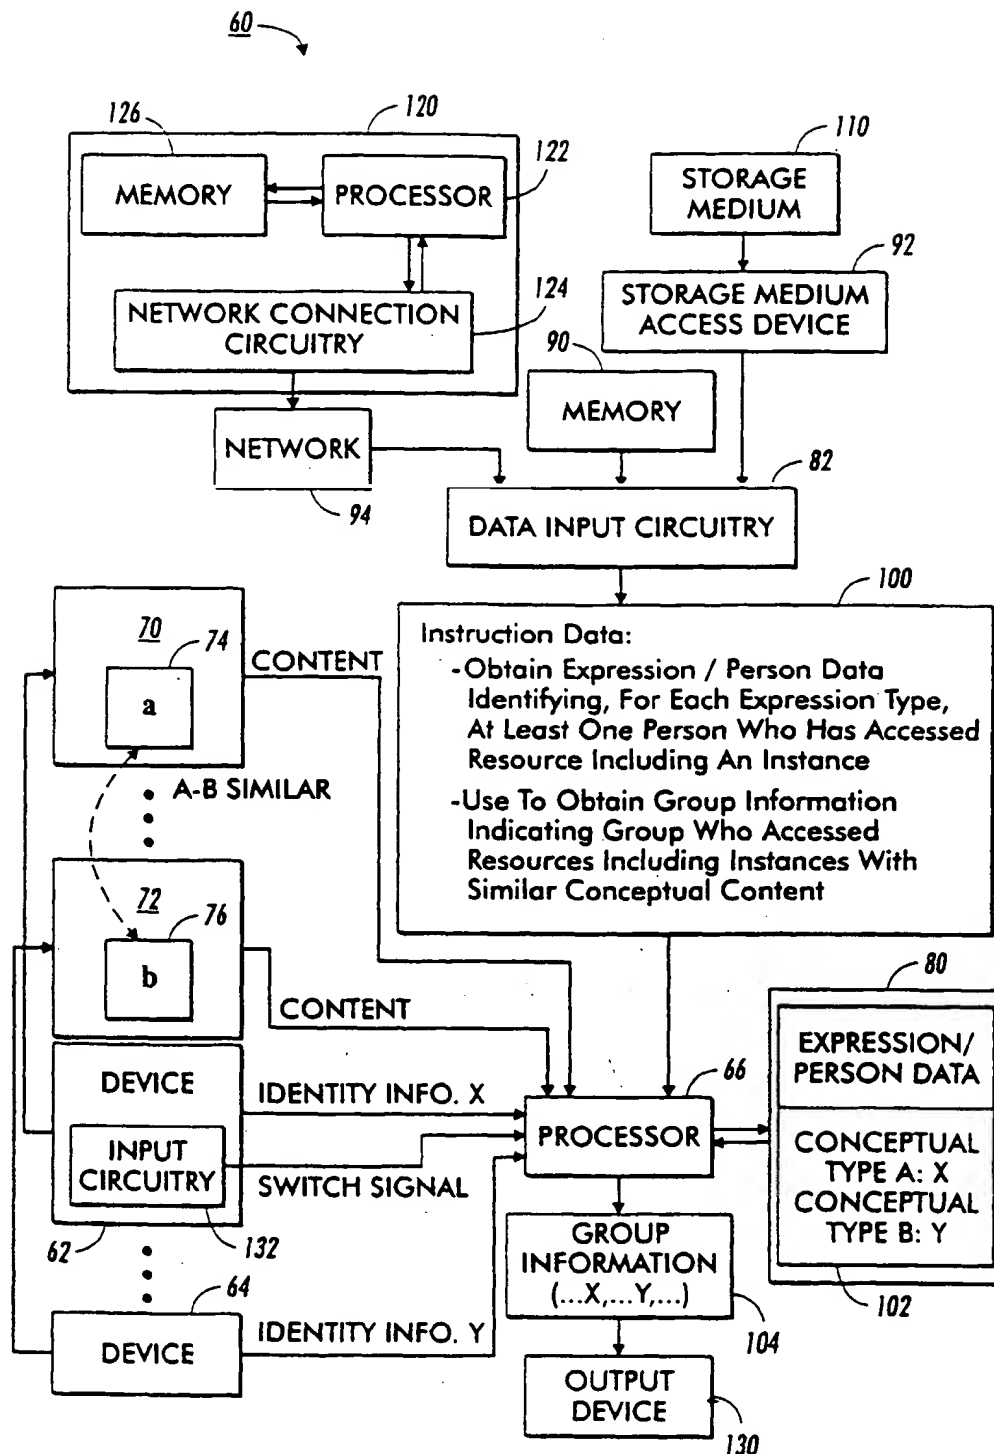 60
126
120
122
110
MEMORY
PROCESSOR
STORAGE
MEDIUM
92
NETWORK CONNECTION
CIRCUITRY
124
STORAGE MEDIUM
ACCESS DEVICE
90
MEMORY
NETWORK
94
82
DATA INPUT CIRCUITRY
100
Instruction Data:
-Obtain Expression / Person Data
Identifying, For Each Expression Type,
At Least One Person Who Has Accessed
Resource Including An Instance
-Use To Obtain Group Information
Indicating Group Who Accessed
Resources Including Instances With
Similar Conceptual Content
70
74
a
CONTENT
A-B SIMILAR
72
76
b
CONTENT
80
EXPRESSION/
PERSON DATA
CONCEPTUAL
TYPE A: X
CONCEPTUAL
TYPE B: Y
102
DEVICE
IDENTITY INFO. X
66
PROCESSOR
INPUT
CIRCUITRY
SWITCH SIGNAL
62
132
GROUP
INFORMATION
(...X,...Y,...)
104
64
DEVICE
IDENTITY INFO. Y
OUTPUT
DEVICE
130